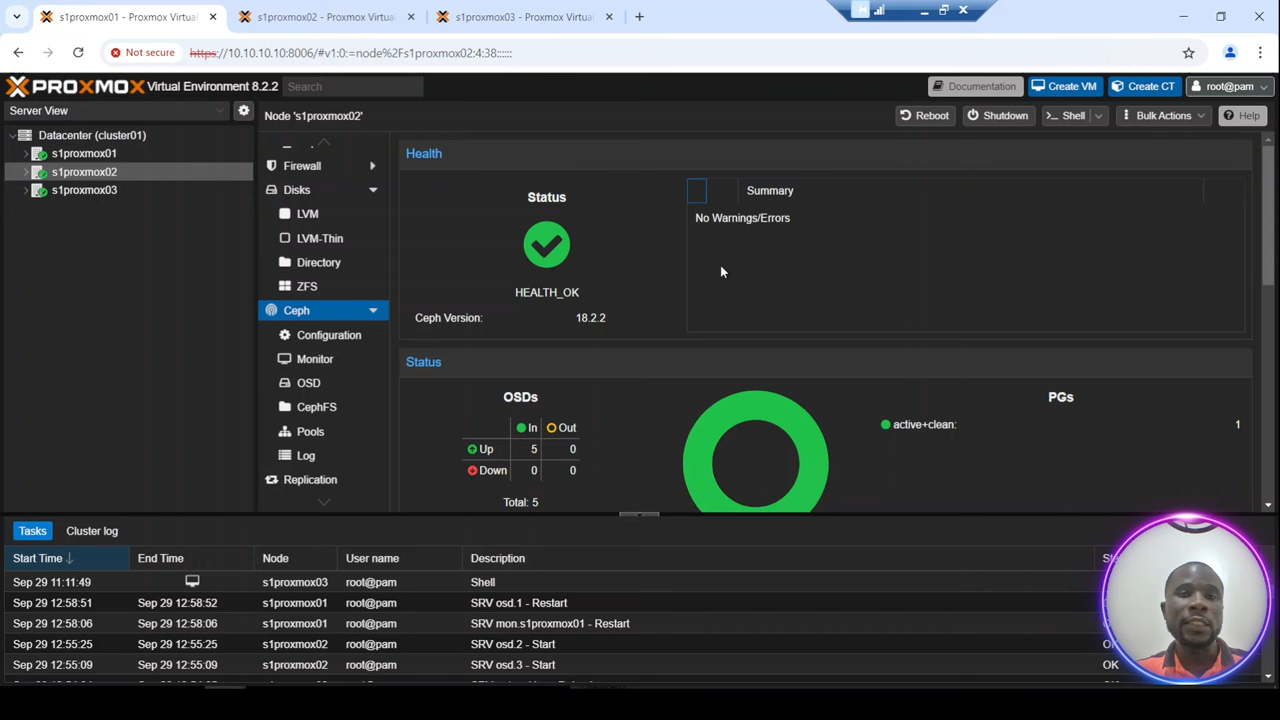 s1proxmox01 - Proxmox Virtual
s1proxmox02 - Proxmox Virtual
s1proxmox03 - Proxmox Virtual
Not secure https://10.10.10.10:8006/#v1:0:=node%2Fs1proxmox02:4:38::::::
PROXMOX Virtual Environment 8.2.2 Search Documentation Create VM Create CT root@pam
Server View
Node 's1proxmox02' Reboot Shutdown >_ Shell Bulk Actions Help
Datacenter (cluster01)
s1proxmox01
s1proxmox02
s1proxmox03
Firewall
Disks
LVM
LVM-Thin
Directory
ZFS
Ceph
Configuration
Monitor
OSD
CephFS
Pools
Log
Replication
Health
Status
HEALTH_OK
Ceph Version: 18.2.2
Summary
No Warnings/Errors
Status
OSDs
In Out
Up 5 0
Down 0 0
Total: 5
PGs
active+clean: 1
Tasks Cluster log
Start Time End Time Node User name Description
Sep 29 11:11:49 s1proxmox03 root@pam Shell
Sep 29 12:58:51 Sep 29 12:58:52 s1proxmox01 root@pam SRV osd.1 - Restart
Sep 29 12:58:06 Sep 29 12:58:06 s1proxmox01 root@pam SRV mon.s1proxmox01 - Restart
Sep 29 12:55:25 Sep 29 12:55:25 s1proxmox02 root@pam SRV osd.2 - Start
Sep 29 12:55:09 Sep 29 12:55:09 s1proxmox02 root@pam SRV osd.3 - Start OK